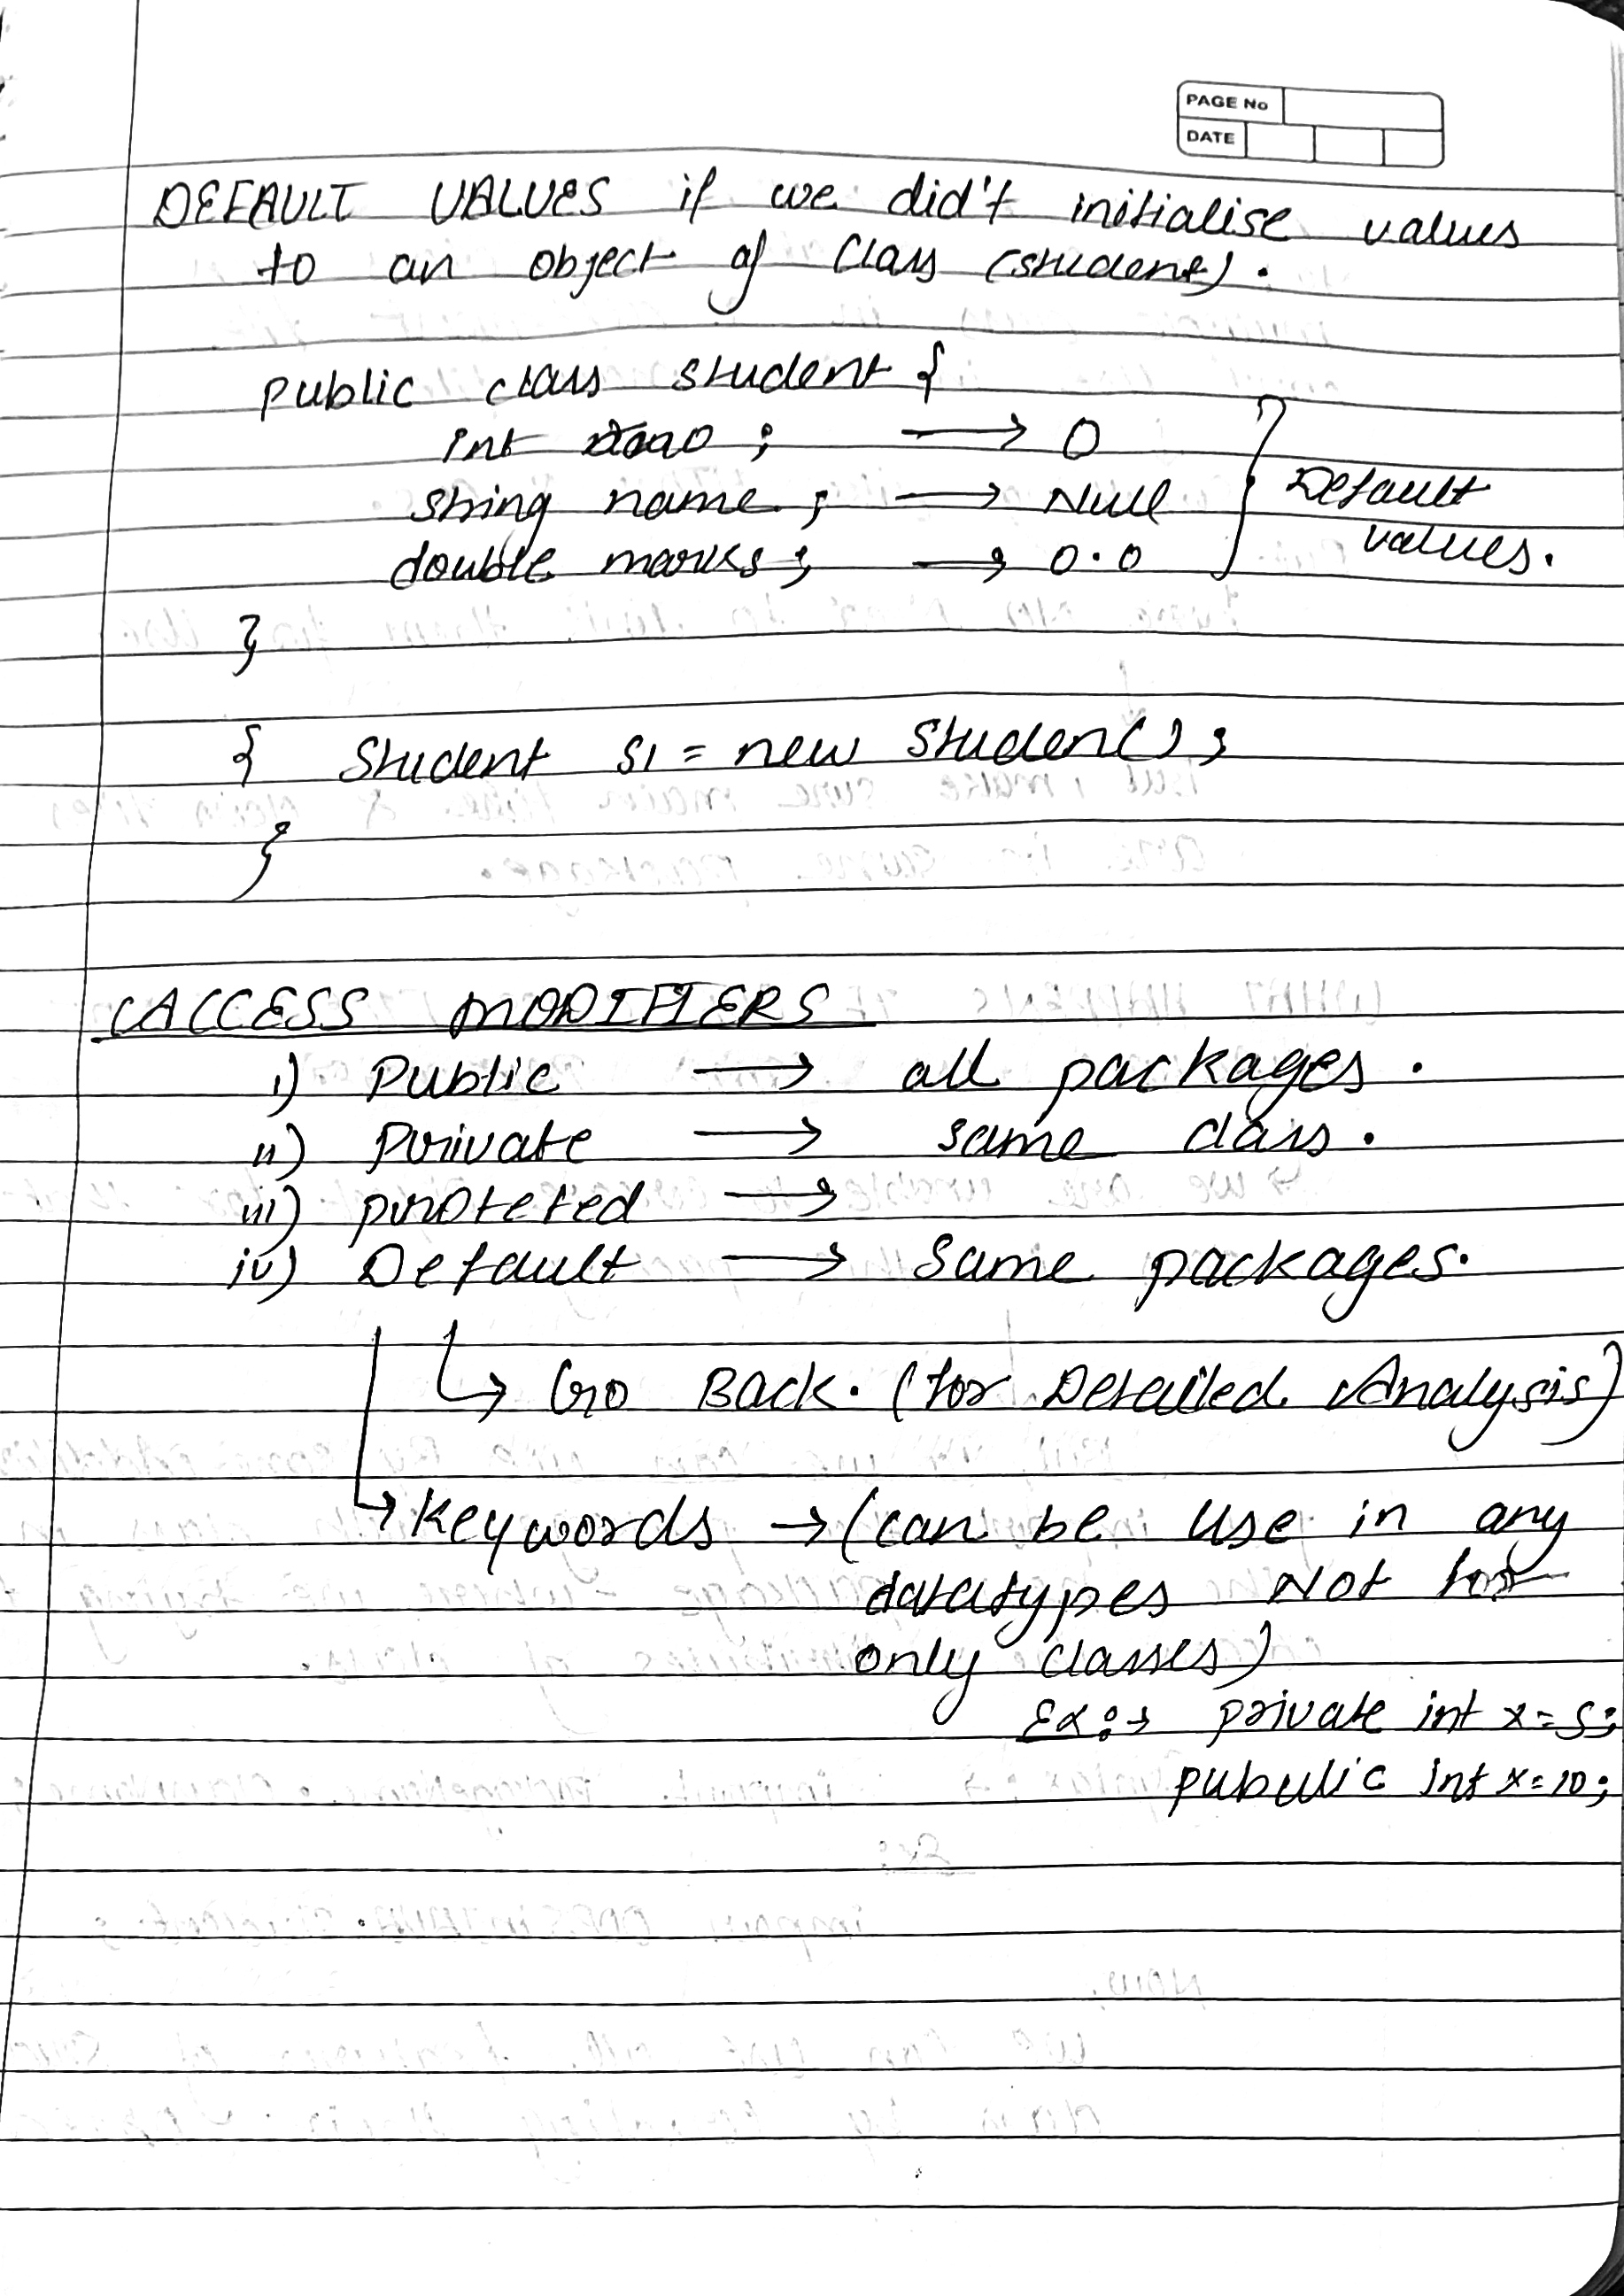 PAGE No
DATE
DEFAULT VALUES if we did't initialise values
to an object of Class (student).
public class student {
int rno ; → 0
string name ; → Null
double marks ; → 0.0
Default
values.
}
{ Student s1 = new Studen() ;
}
ACCESS MODIFIERS
i) Public → all packages .
ii) Private → same class .
iii) proteted →
iv) Default → Same packages.
↳ Go Back . (for Detailed Analysis)
↳ Keywords → (can be use in any
datatypes Not for
only classes)
Ex:→ private int x = 5;
pubulic int x = 10;